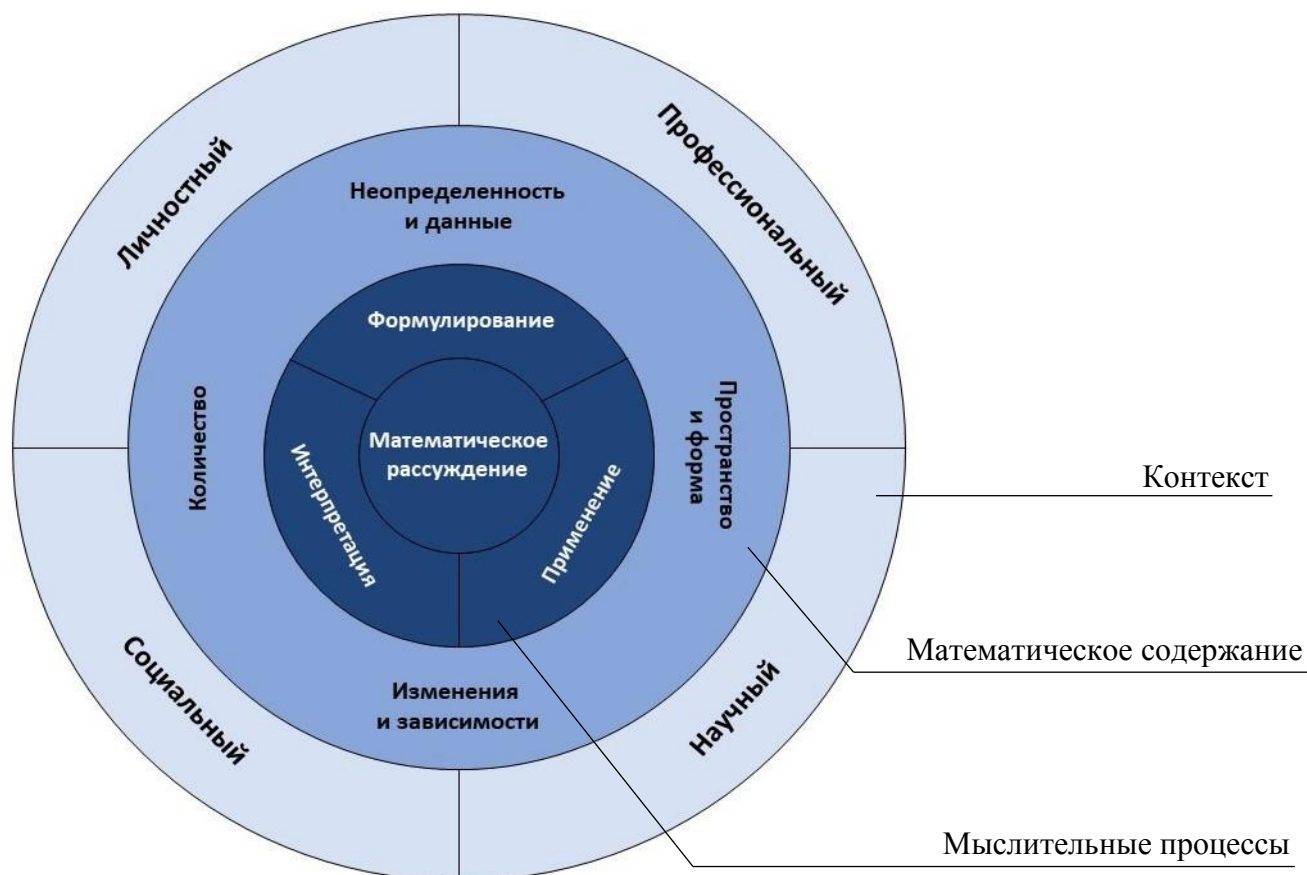 Личностный
Профессиональный
Неопределенность
и данные
Формулирование
Количество
Математическое
рассуждение
Пространство
и форма
Интерпретация
Применение
Контекст
Социальный
Изменения
и зависимости
Научный
Математическое содержание
Мыслительные процессы